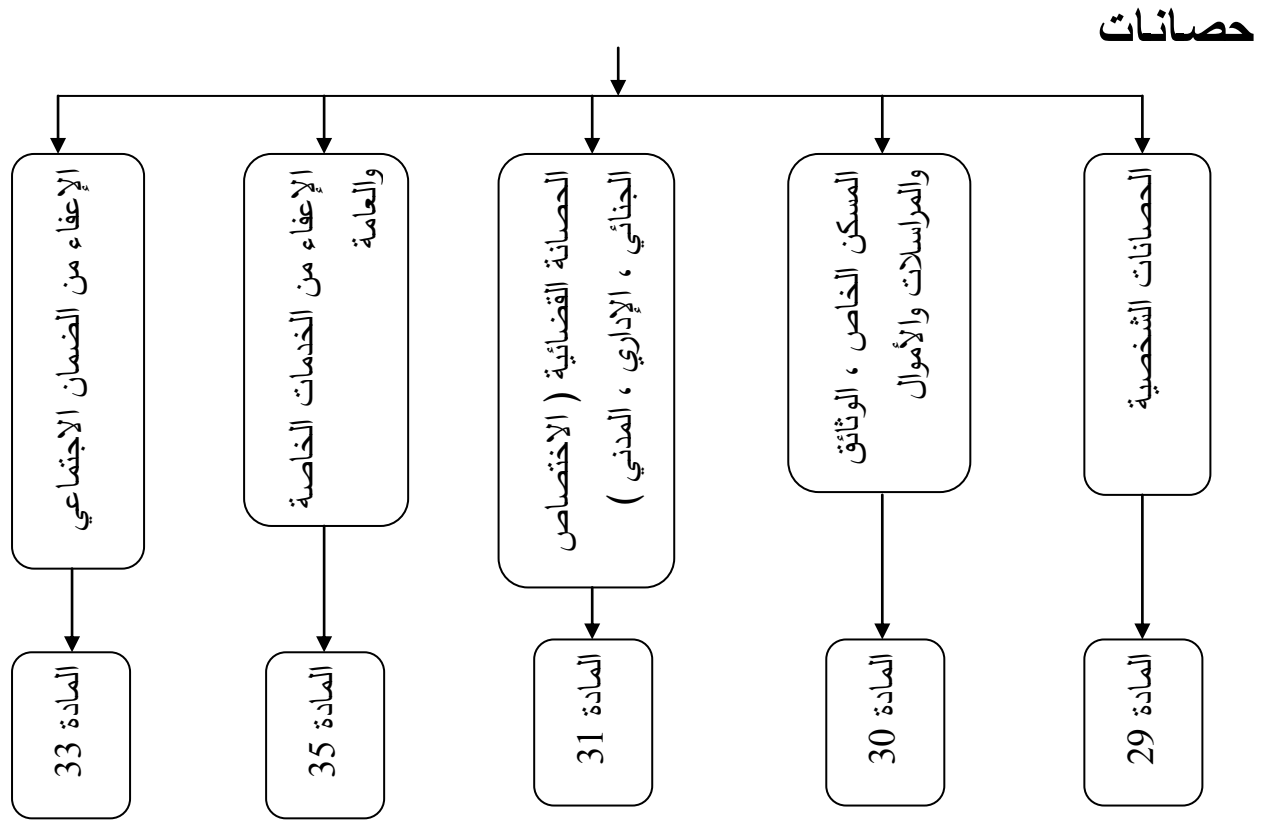 حصانات
الحصانات الشخصية
المسكن الخاص ، الوثائق
والمراسلات والأموال
الحصانة القضائية ( الاختصاص
الجنائي ، الإداري ، المدني )
الإعفاء من الخدمات الخاصة
والعامة
الإعفاء من الضمان الاجتماعي
المادة 29
المادة 30
المادة 31
المادة 35
المادة 33